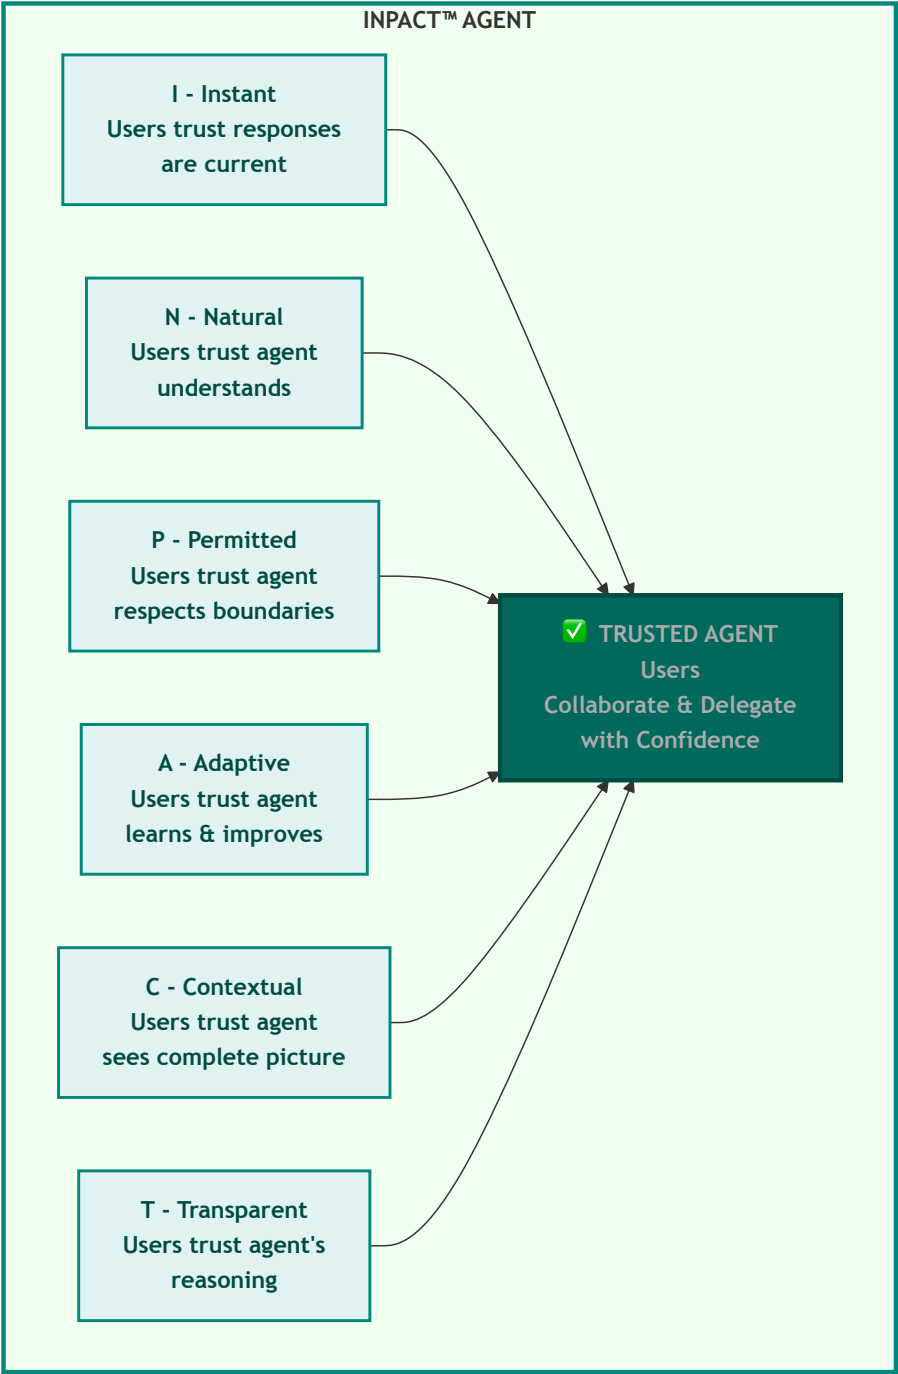 INPACT™ AGENT
I - Instant
Users trust responses
are current
N - Natural
Users trust agent
understands
P - Permitted
Users trust agent
respects boundaries
✅ TRUSTED AGENT
Users
Collaborate & Delegate
with Confidence
A - Adaptive
Users trust agent
learns & improves
C - Contextual
Users trust agent
sees complete picture
T - Transparent
Users trust agent's
reasoning